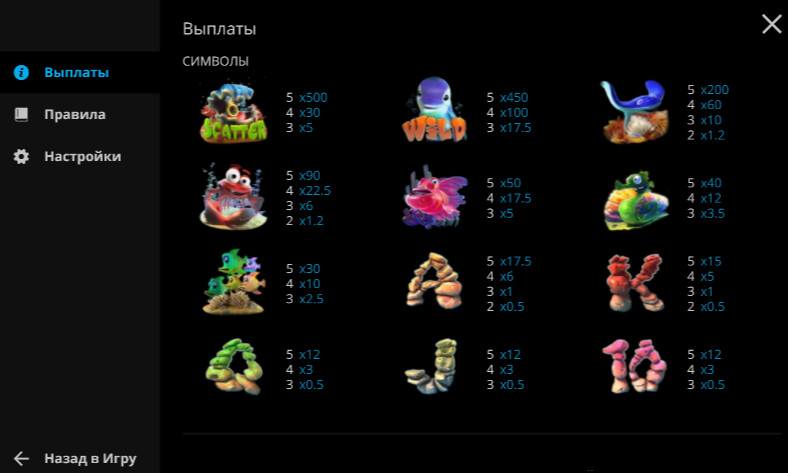 Выплаты
СИМВОЛЫ
Выплаты
Правила
Настройки
Назад в Игру
SCATTER
5 x500
4 x30
3 x5
WILD
5 x450
4 x100
3 x17.5
5 x200
4 x60
3 x10
2 x1.2
5 x90
4 x22.5
3 x6
2 x1.2
5 x50
4 x17.5
3 x5
5 x40
4 x12
3 x3.5
5 x30
4 x10
3 x2.5
A
5 x17.5
4 x6
3 x1
2 x0.5
K
5 x15
4 x5
3 x1
2 x0.5
Q
5 x12
4 x3
3 x0.5
J
5 x12
4 x3
3 x0.5
10
5 x12
4 x3
3 x0.5